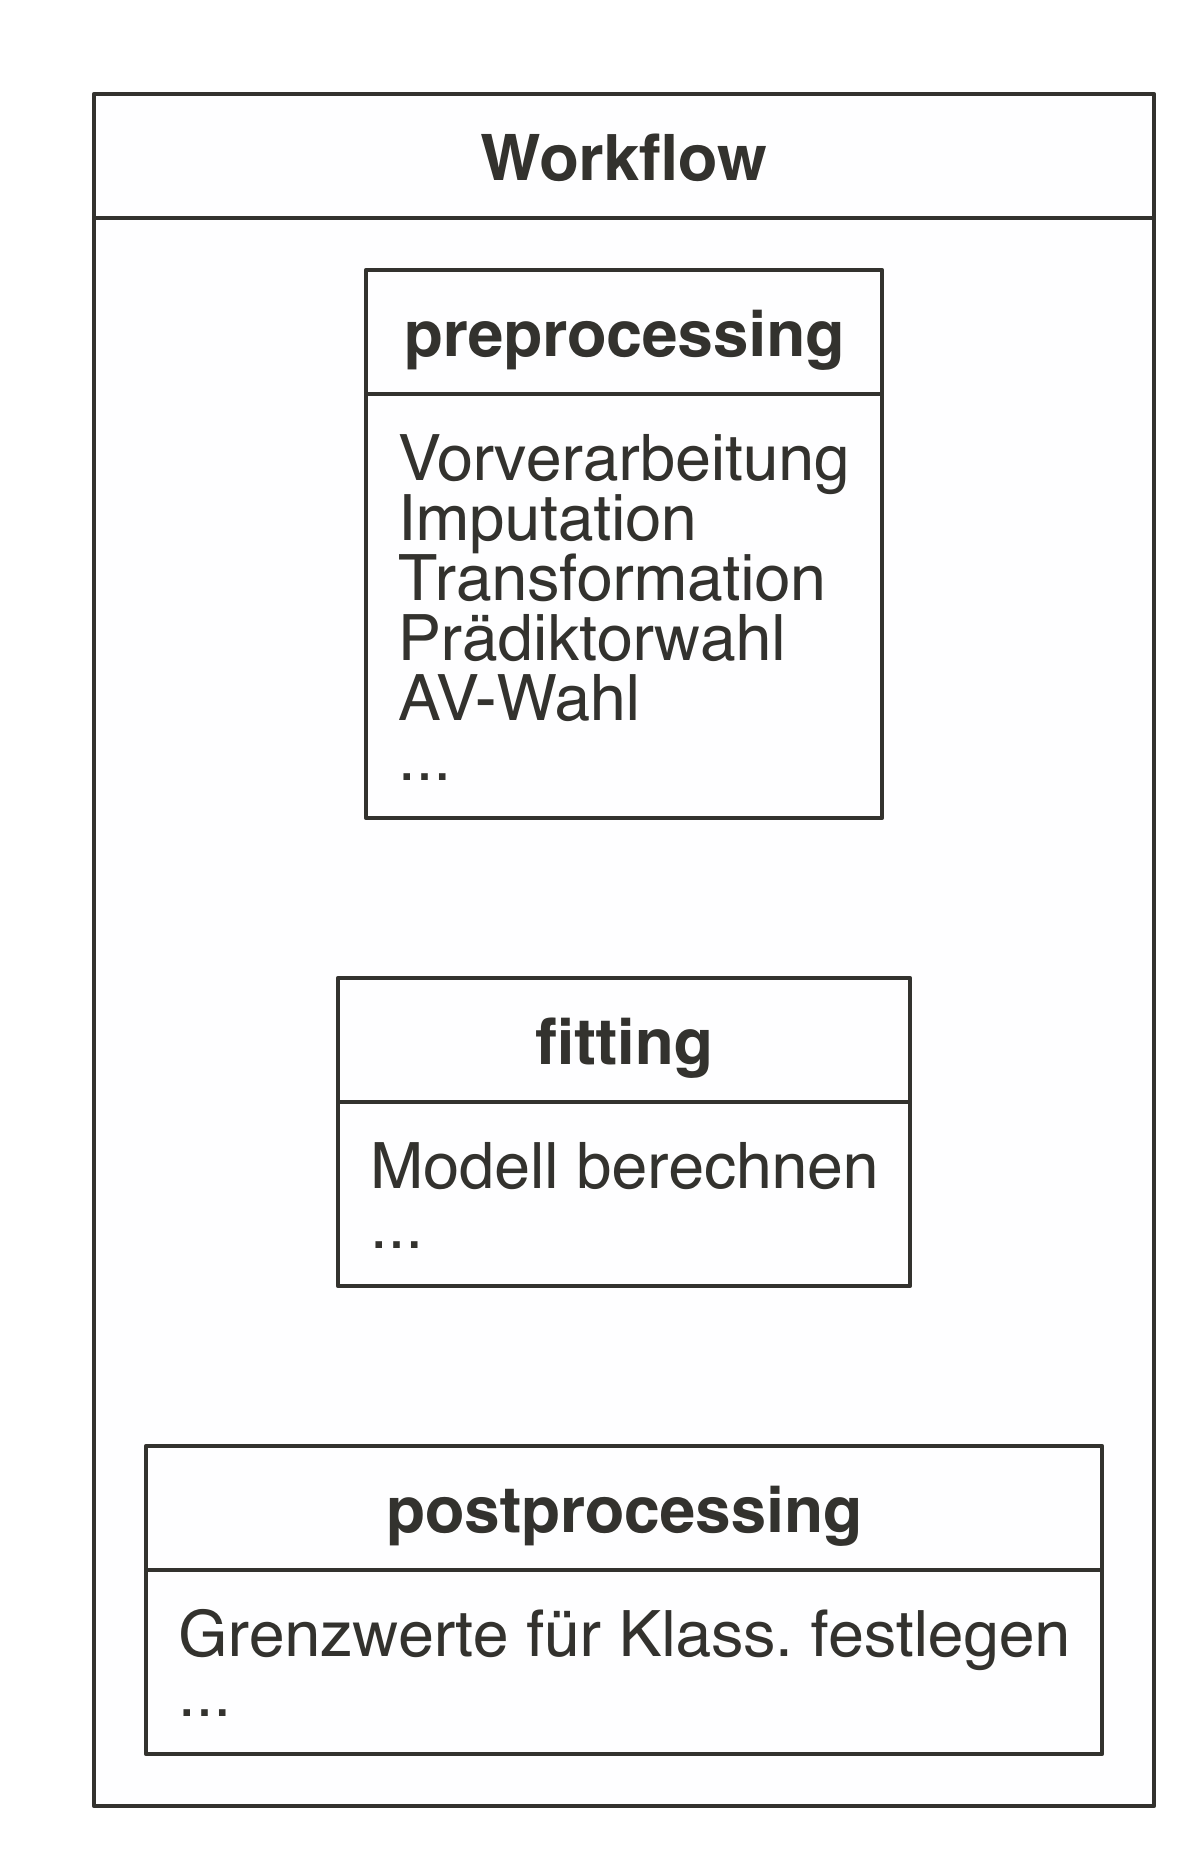 Workflow
preprocessing
Vorverarbeitung
Imputation
Transformation
Prädiktorwahl
AV-Wahl
...
fitting
Modell berechnen
...
postprocessing
Grenzwerte für Klass. festlegen
...